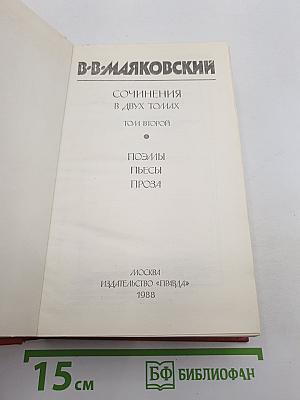 В·В·МАЯКОВСКИЙ
СОЧИНЕНИЯ
В ДВУХ ТОМАХ
ТОМ ВТОРОЙ
ПОЭМЫ
ПЬЕСЫ
ПРОЗА
МОСКВА
ИЗДАТЕЛЬСТВО «ПРАВДА»
1988
15 см
БФ БИБЛИОФАН